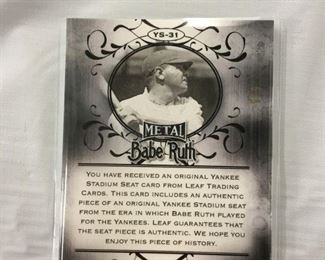 YS-31
METAL
Babe Ruth
You have received an original Yankee
Stadium Seat card from Leaf Trading
Cards. This card includes an authentic
piece of an original Yankee Stadium seat
from the era in which Babe Ruth played
for the Yankees. Leaf guarantees that
the seat piece is authentic. We hope you
enjoy this piece of history.